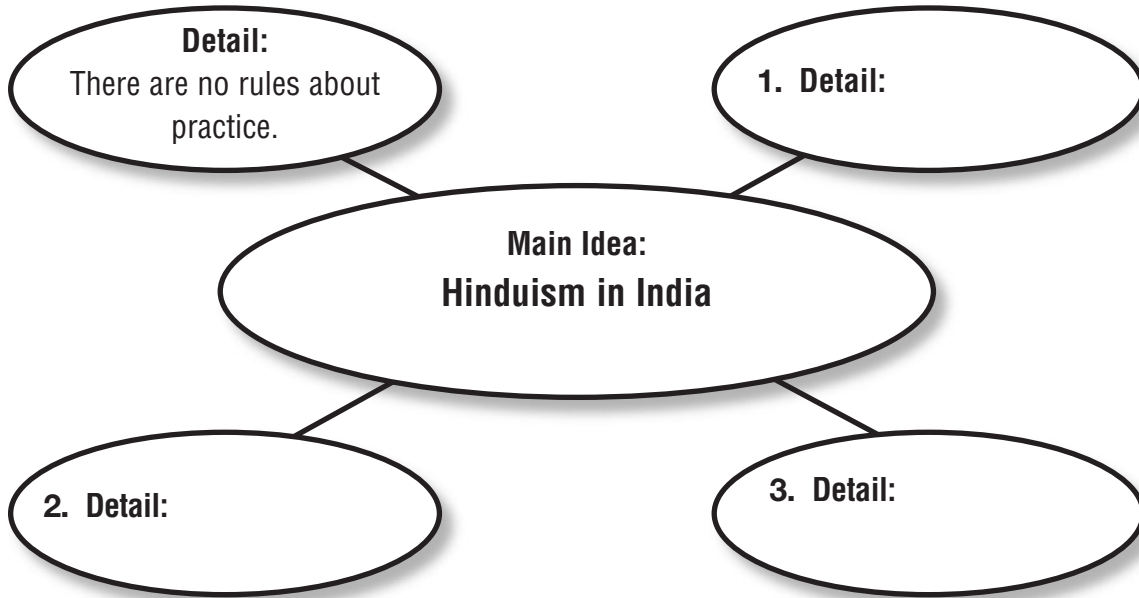 Detail:
There are no rules about
practice.
1. Detail:
Main Idea:
Hinduism in India
2. Detail:
3. Detail: